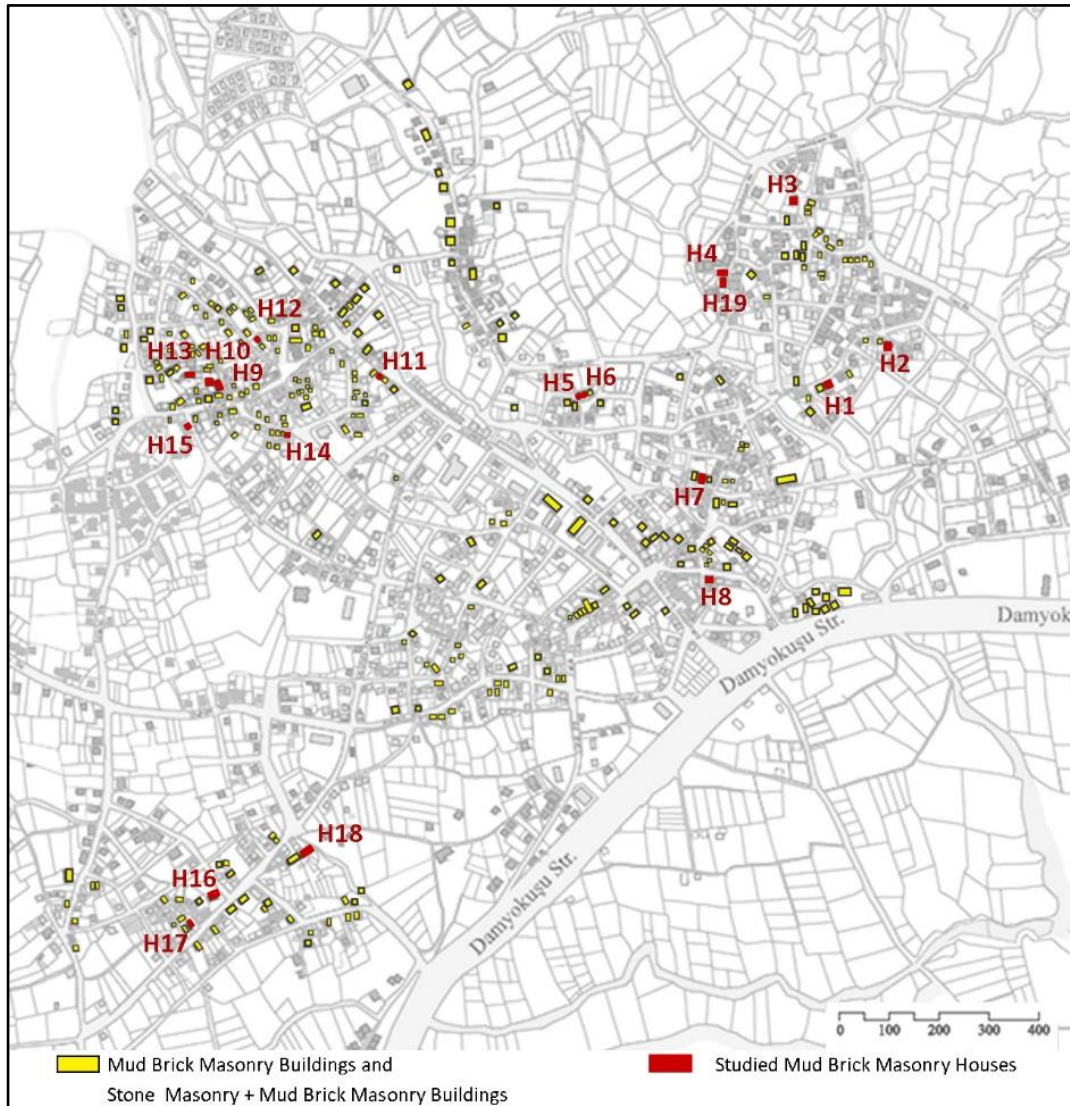 H3
H4
H19
H12
H2
H13
H10
H11
H9
H5
H6
H1
H15
H14
H7
H8
Damyokuşu Str.
Damyok
H18
H16
Damyokuşu Str.
H17
0 50 100 200 300 400
Mud Brick Masonry Buildings and
Stone Masonry + Mud Brick Masonry Buildings
Studied Mud Brick Masonry Houses